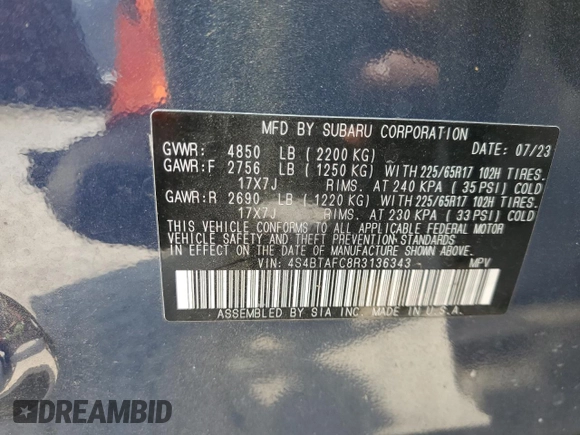 MFD BY SUBARU CORPORATION DATE: 07/23
GVWR: 4850 LB (2200 KG)
GAWR:F 2756 LB (1250 KG) WITH 225/65R17 102H TIRES.
17X7J RIMS. AT 240 KPA (35 PSI) COLD
GAWR:R 2690 LB (1220 KG) WITH 225/65R17 102H TIRES.
17X7J RIMS. AT 230 KPA (33 PSI) COLD
THIS VEHICLE CONFORMS TO ALL APPLICABLE FEDERAL MOTOR
VEHICLE SAFETY AND THEFT PREVENTION STANDARDS
IN EFFECT ON THE DATE OF MANUFACTURE SHOWN ABOVE.
VIN: 4S4BTAFC8R3136343 MPV
ASSEMBLED BY SIA INC. MADE IN U.S.A.
DREAMBID